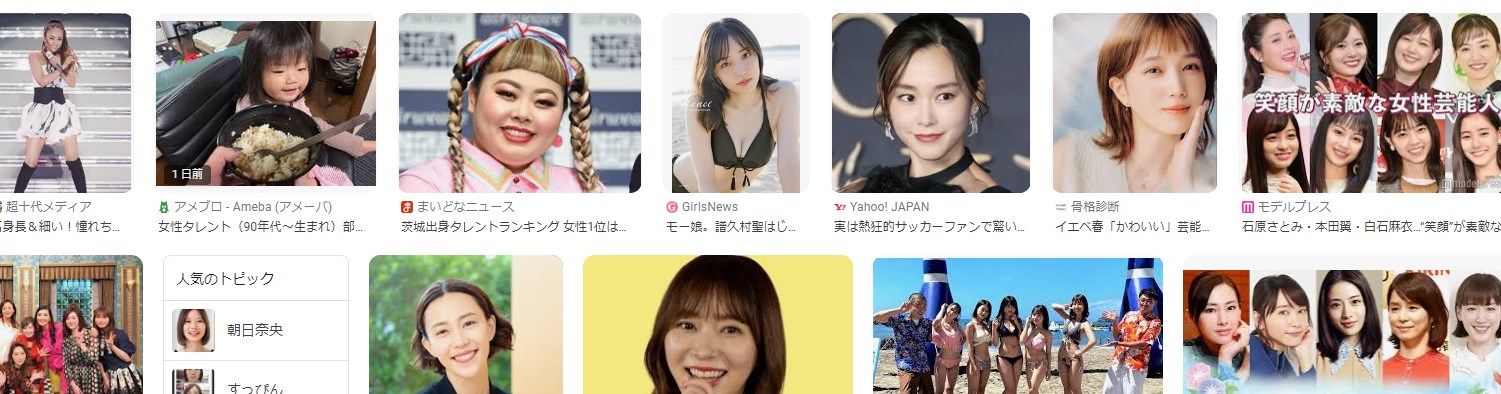 超十代メディア
身長＆細い！憧れち...
1 日前
アメブロ - Ameba (アメーバ)
女性タレント（90年代～生まれ）部...
まいどなニュース
茨城出身タレントランキング 女性1位は...
GirlsNews
モー娘。譜久村聖はじ...
Yahoo! JAPAN
実は熱狂的サッカーファンで驚い...
骨格診断
イエベ春「かわいい」芸能...
笑顔が素敵な女性芸能人
モデルプレス
石原さとみ・本田翼・白石麻衣…“笑顔”が素敵な
人気のトピック
朝日奈央
すっぴん